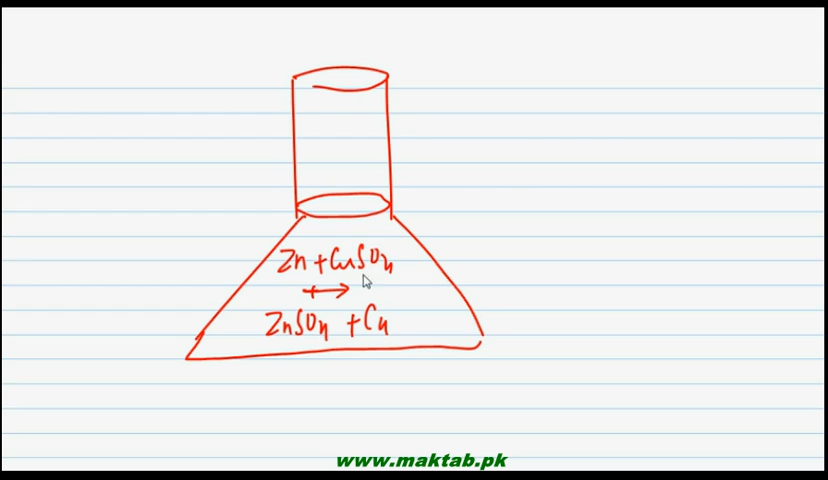 Zn + CuSO4
→
ZnSO4 + Cu
www.maktab.pk